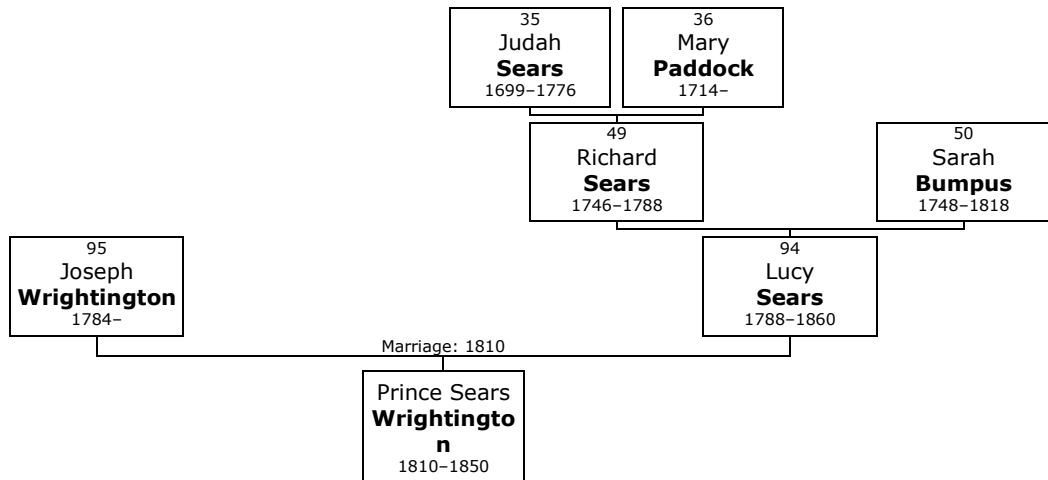 35
Judah
Sears
1699–1776
36
Mary
Paddock
1714–
49
Richard
Sears
1746–1788
50
Sarah
Bumpus
1748–1818
95
Joseph
Wrightington
1784–
94
Lucy
Sears
1788–1860
Marriage: 1810
Prince Sears
Wrightingto
n
1810–1850